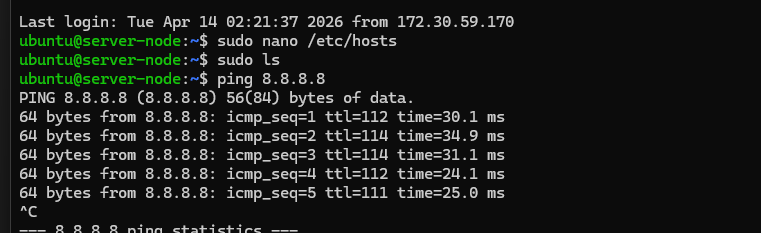 Last login: Tue Apr 14 02:21:37 2026 from 172.30.59.170
ubuntu@server-node:~$ sudo nano /etc/hosts
ubuntu@server-node:~$ sudo ls
ubuntu@server-node:~$ ping 8.8.8.8
PING 8.8.8.8 (8.8.8.8) 56(84) bytes of data.
64 bytes from 8.8.8.8: icmp_seq=1 ttl=112 time=30.1 ms
64 bytes from 8.8.8.8: icmp_seq=2 ttl=114 time=34.9 ms
64 bytes from 8.8.8.8: icmp_seq=3 ttl=114 time=31.1 ms
64 bytes from 8.8.8.8: icmp_seq=4 ttl=112 time=24.1 ms
64 bytes from 8.8.8.8: icmp_seq=5 ttl=111 time=25.0 ms
^C
--- 8.8.8.8 ping statistics ---